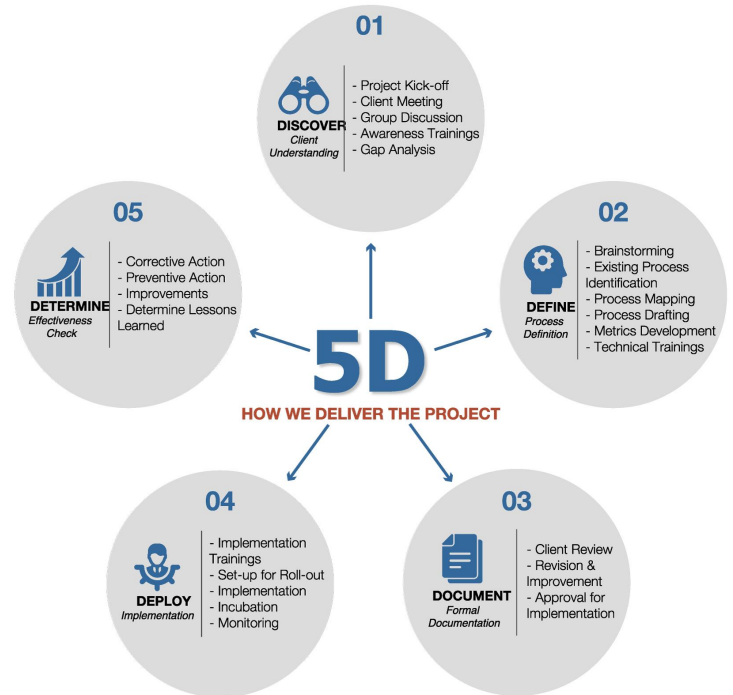 01
DISCOVER
Client
Understanding
- Project Kick-off
- Client Meeting
- Group Discussion
- Awareness Trainings
- Gap Analysis
02
DEFINE
Process
Definition
- Brainstorming
- Existing Process
Identification
- Process Mapping
- Process Drafting
- Metrics Development
- Technical Trainings
03
DOCUMENT
Formal
Documentation
- Client Review
- Revision &
Improvement
- Approval for
Implementation
04
DEPLOY
Implementation
- Implementation
Trainings
- Set-up for Roll-out
- Implementation
- Incubation
- Monitoring
05
DETERMINE
Effectiveness
Check
- Corrective Action
- Preventive Action
- Improvements
- Determine Lessons
Learned
5D
HOW WE DELIVER THE PROJECT